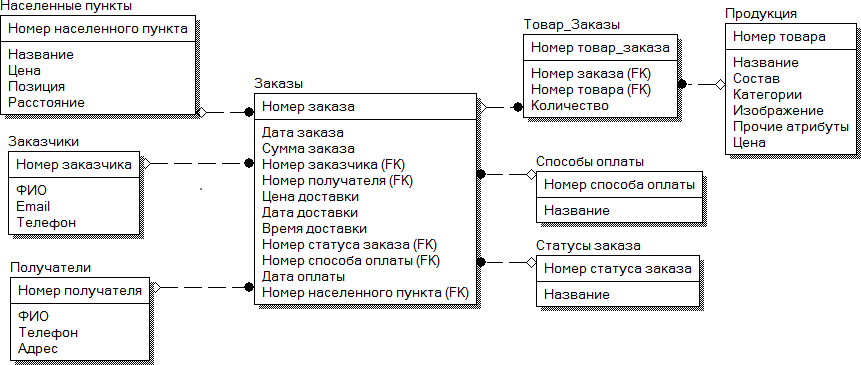 Населенные пункты
Номер населенного пункта
Название
Цена
Позиция
Расстояние
Заказчики
Номер заказчика
ФИО
Email
Телефон
Получатели
Номер получателя
ФИО
Телефон
Адрес
Заказы
Номер заказа
Дата заказа
Сумма заказа
Номер заказчика (FK)
Номер получателя (FK)
Цена доставки
Дата доставки
Время доставки
Номер статуса заказа (FK)
Номер способа оплаты (FK)
Дата оплаты
Номер населенного пункта (FK)
Товар_Заказы
Номер товар_заказа
Номер заказа (FK)
Номер товара (FK)
Количество
Способы оплаты
Номер способа оплаты
Название
Статусы заказа
Номер статуса заказа
Название
Продукция
Номер товара
Название
Состав
Категории
Изображение
Прочие атрибуты
Цена